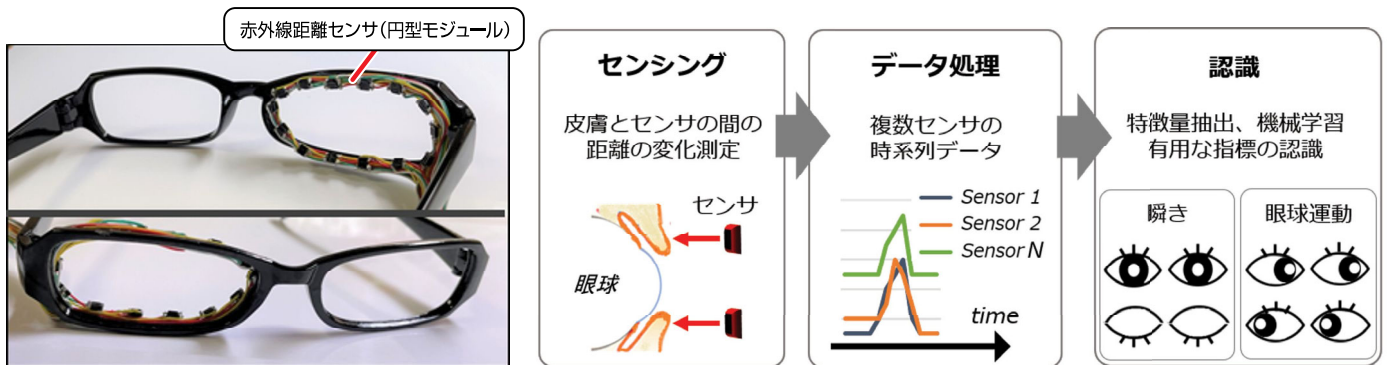 赤外線距離センサ(円型モジュール)
センシング
皮膚とセンサの間の
距離の変化測定
センサ
眼球
データ処理
複数センサの
時系列データ
Sensor 1
Sensor 2
Sensor N
time
認識
特徴量抽出、機械学習
有用な指標の認識
瞬き
眼球運動